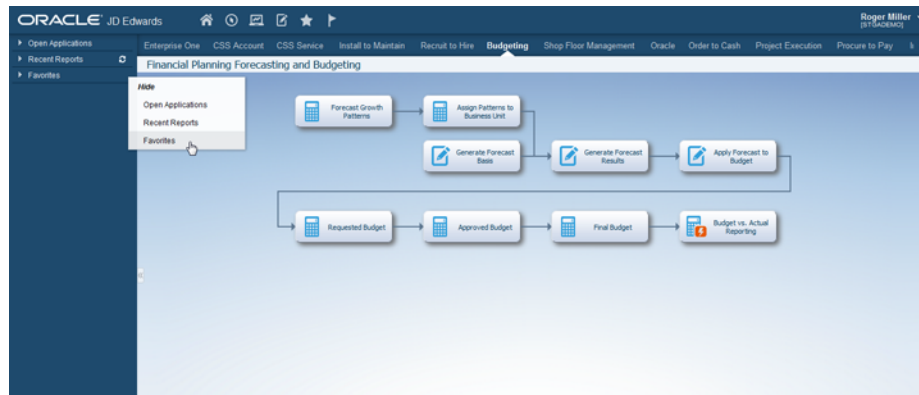 ORACLE JD Edwards
Roger Miller
[STGADEMO]
Open Applications
Recent Reports
Favorites
Enterprise One CSS Account CSS Service Install to Maintain Recruit to Hire Budgeting Shop Floor Management Oracle Order to Cash Project Execution Procure to Pay
Financial Planning Forecasting and Budgeting
Hide
Open Applications
Recent Reports
Favorites
Forecast Growth
Patterns
Assign Patterns to
Business Unit
Generate Forecast
Basis
Generate Forecast
Results
Apply Forecast to
Budget
Requested Budget
Approved Budget
Final Budget
Budget vs. Actual
Reporting